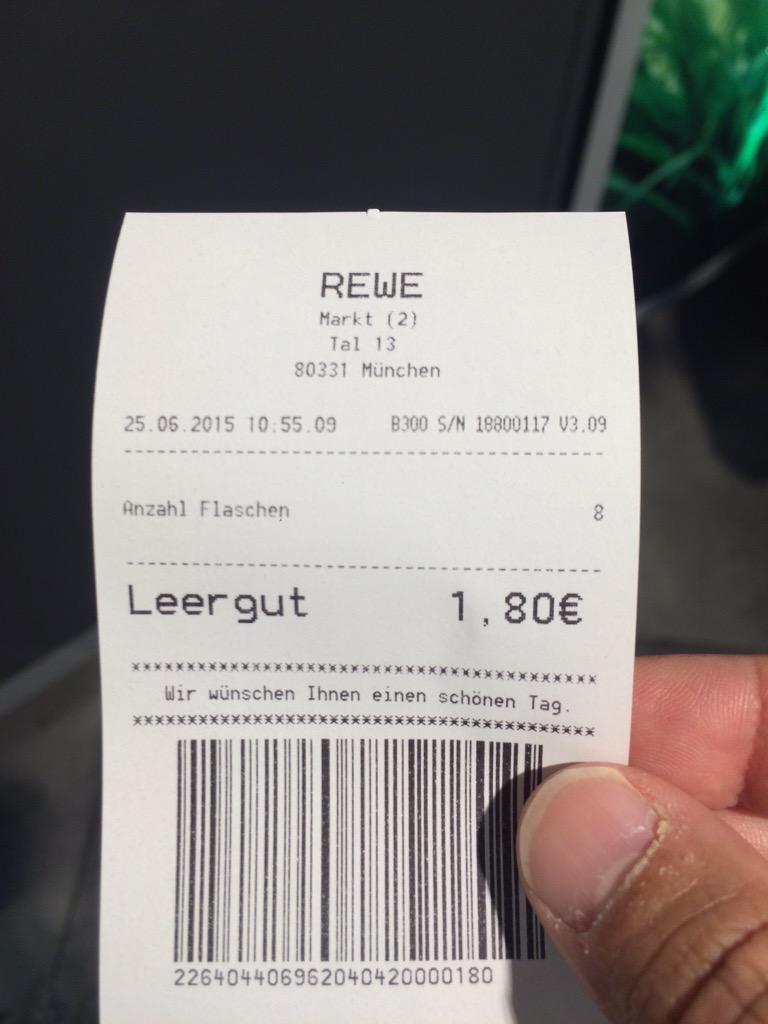 REWE
Markt (2)
Tal 13
80331 München
25.06.2015 10:55.09 B300 S/N 18800117 V3.09
Anzahl Flaschen 8
Leergut 1,80€
Wir wünschen Ihnen einen schönen Tag.
226404406962040420000180